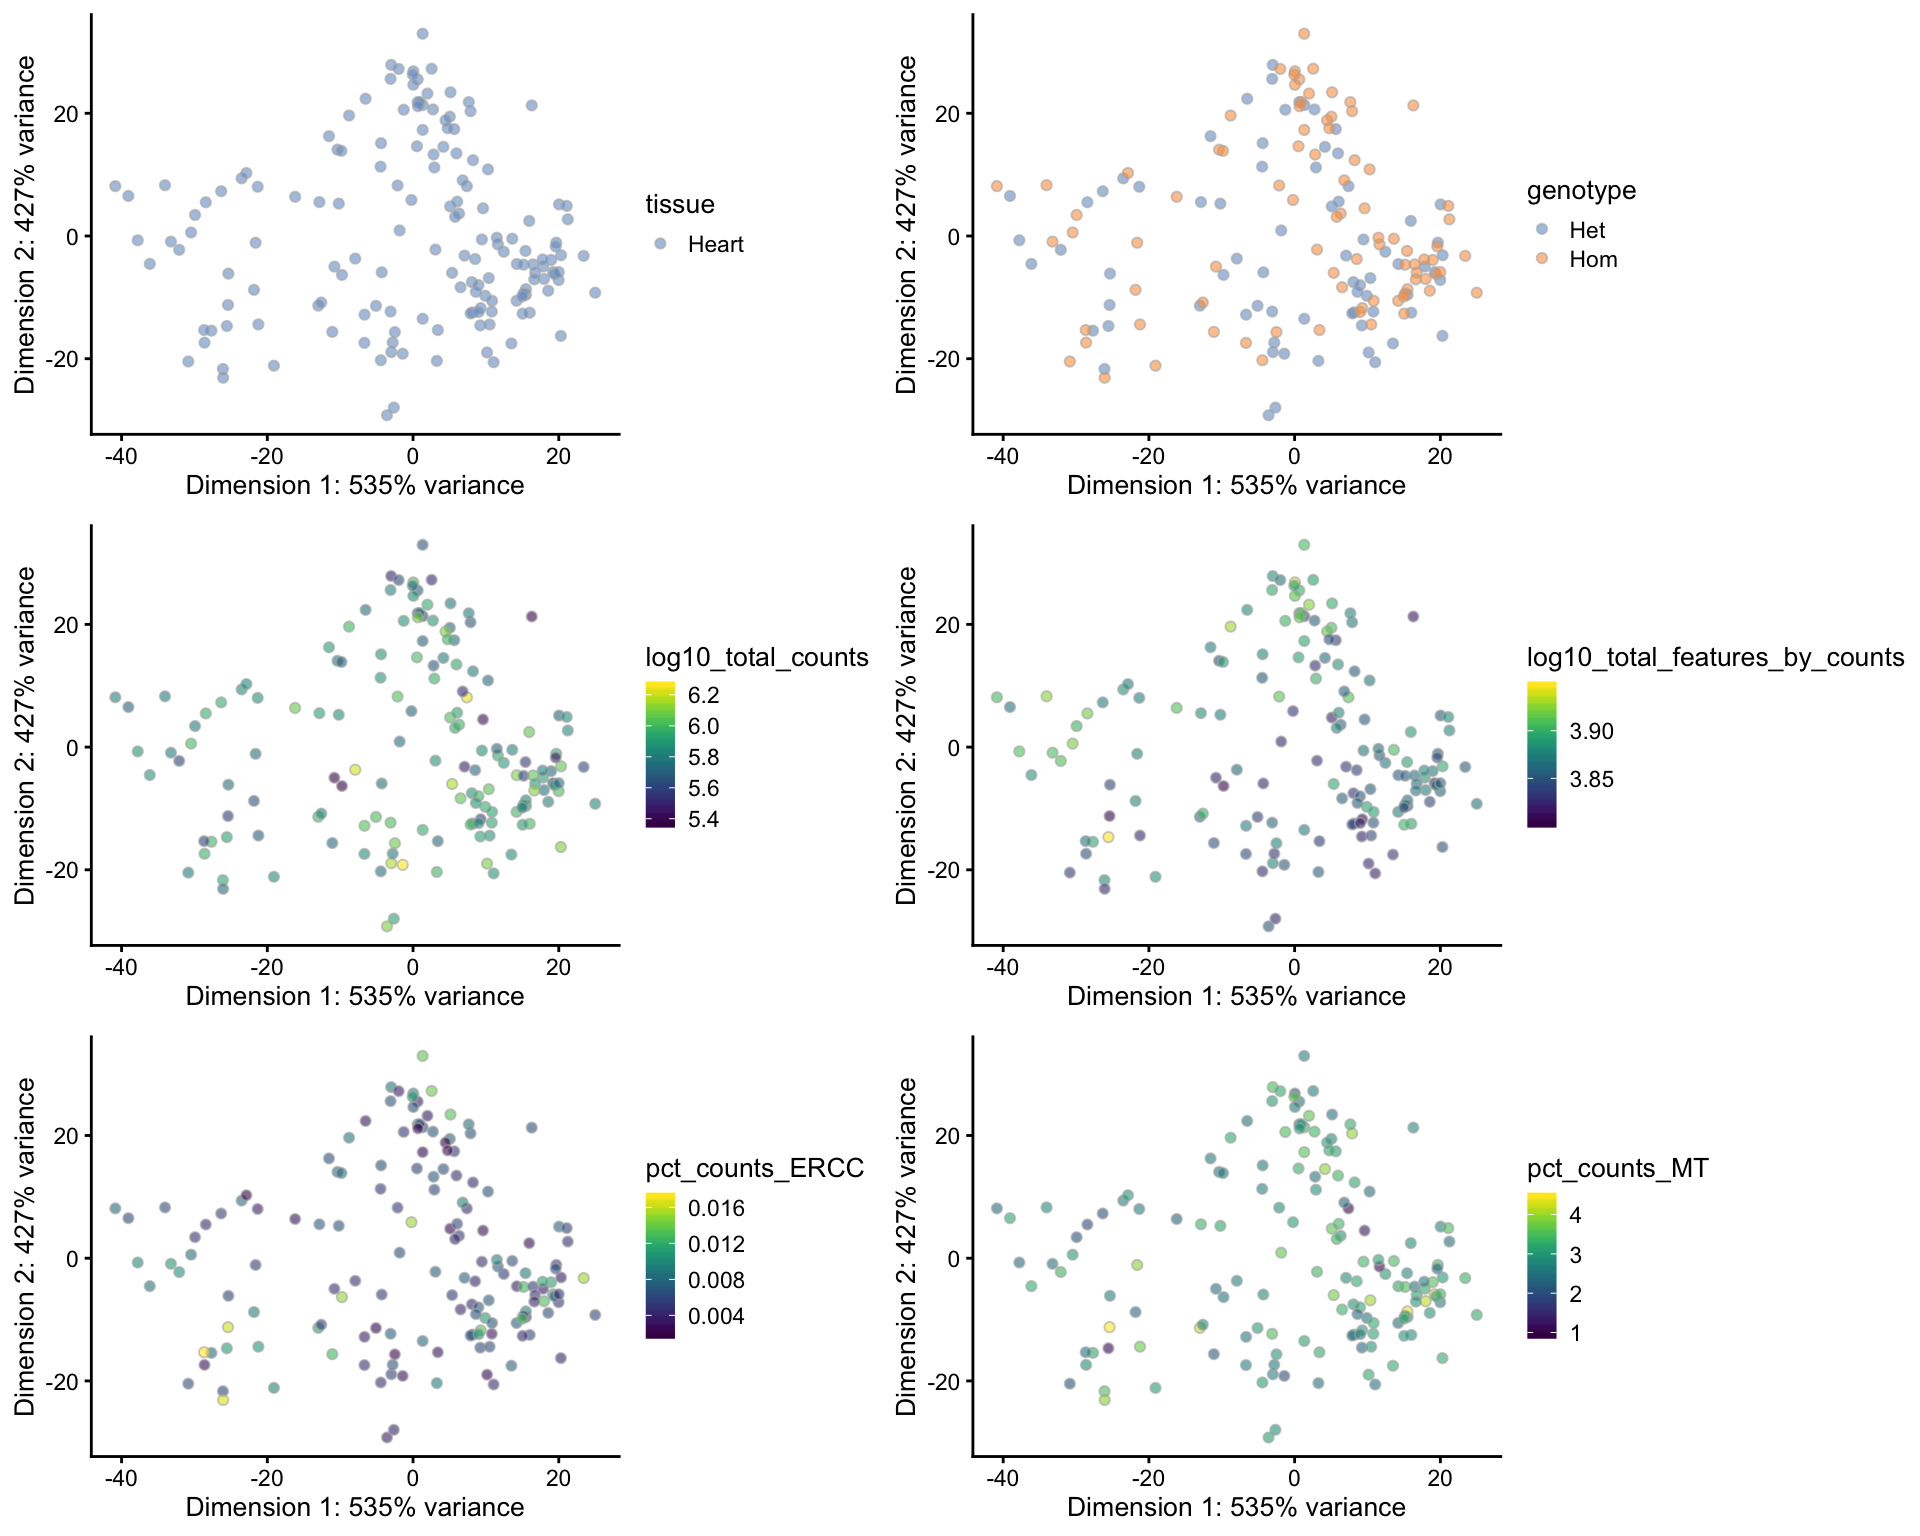 Dimension 2: 427% variance
20
0
-20
-40
-20
0
20
Dimension 1: 535% variance
tissue
Heart
Dimension 2: 427% variance
20
0
-20
-40
-20
0
20
Dimension 1: 535% variance
genotype
Het
Hom
Dimension 2: 427% variance
20
0
-20
-40
-20
0
20
Dimension 1: 535% variance
log10_total_counts
6.2
6.0
5.8
5.6
5.4
Dimension 2: 427% variance
20
0
-20
-40
-20
0
20
Dimension 1: 535% variance
log10_total_features_by_counts
3.90
3.85
Dimension 2: 427% variance
20
0
-20
-40
-20
0
20
Dimension 1: 535% variance
pct_counts_ERCC
0.016
0.012
0.008
0.004
Dimension 2: 427% variance
20
0
-20
-40
-20
0
20
Dimension 1: 535% variance
pct_counts_MT
4
3
2
1